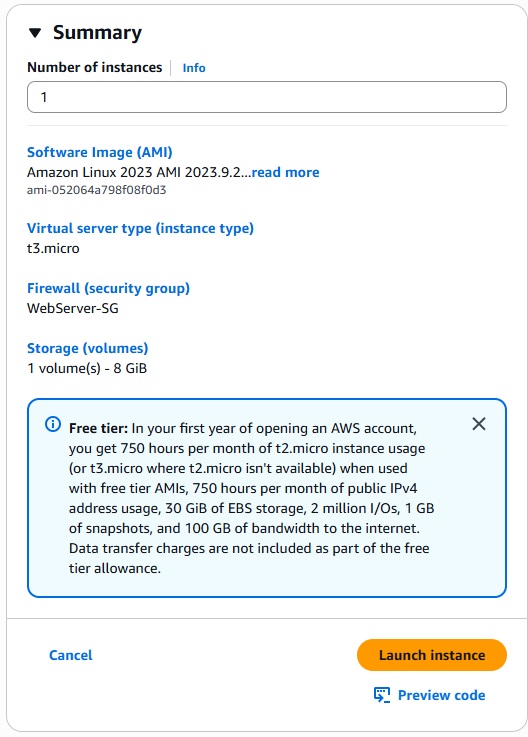 Summary
Number of instances Info
1
Software Image (AMI)
Amazon Linux 2023 AMI 2023.9.2...read more
ami-052064a798f08f0d3
Virtual server type (instance type)
t3.micro
Firewall (security group)
WebServer-SG
Storage (volumes)
1 volume(s) - 8 GiB
Free tier: In your first year of opening an AWS account,
you get 750 hours per month of t2.micro instance usage
(or t3.micro where t2.micro isn't available) when used
with free tier AMIs, 750 hours per month of public IPv4
address usage, 30 GiB of EBS storage, 2 million I/Os, 1 GB
of snapshots, and 100 GB of bandwidth to the internet.
Data transfer charges are not included as part of the free
tier allowance.
Cancel
Launch instance
Preview code